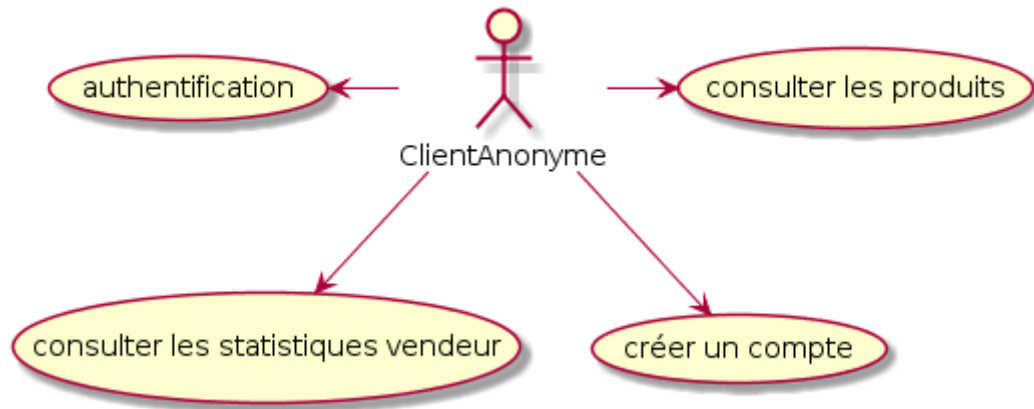 authentification
consulter les produits
ClientAnonyme
consulter les statistiques vendeur
créer un compte